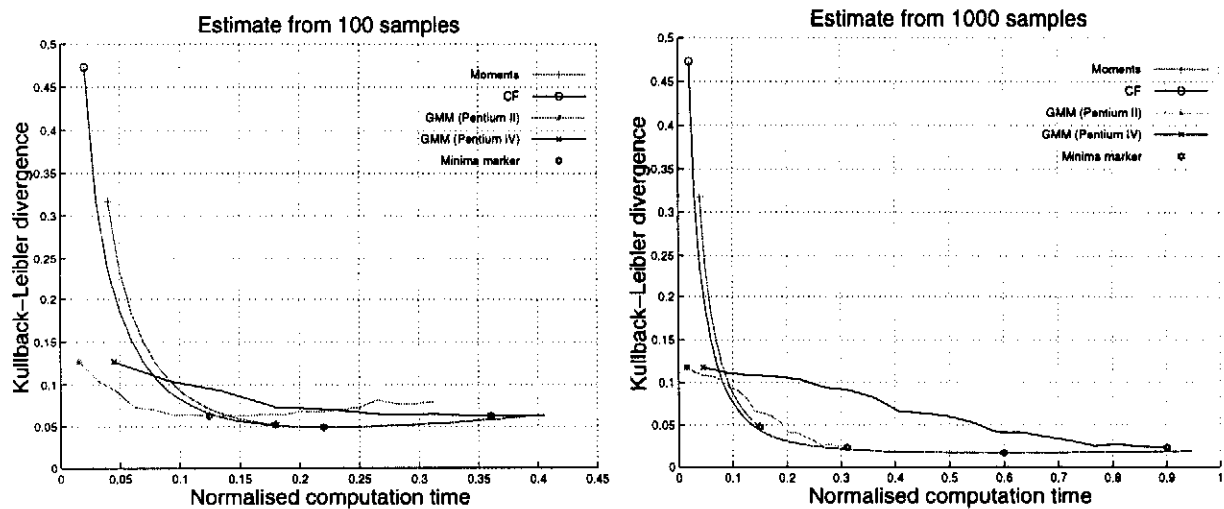 Estimate from 100 samples
0.5
0.45
0.4
0.35
0.3
0.25
0.2
0.15
0.1
0.05
0
Kullback-Leibler divergence
Moments
CF
GMM (Pentium II)
GMM (Pentium IV)
Minima marker
0 0.05 0.1 0.15 0.2 0.25 0.3 0.35 0.4 0.45
Normalised computation time
Estimate from 1000 samples
0.5
0.45
0.4
0.35
0.3
0.25
0.2
0.15
0.1
0.05
0
Kullback-Leibler divergence
Moments
CF
GMM (Pentium II)
GMM (Pentium IV)
Minima marker
0 0.1 0.2 0.3 0.4 0.5 0.6 0.7 0.8 0.9 1
Normalised computation time